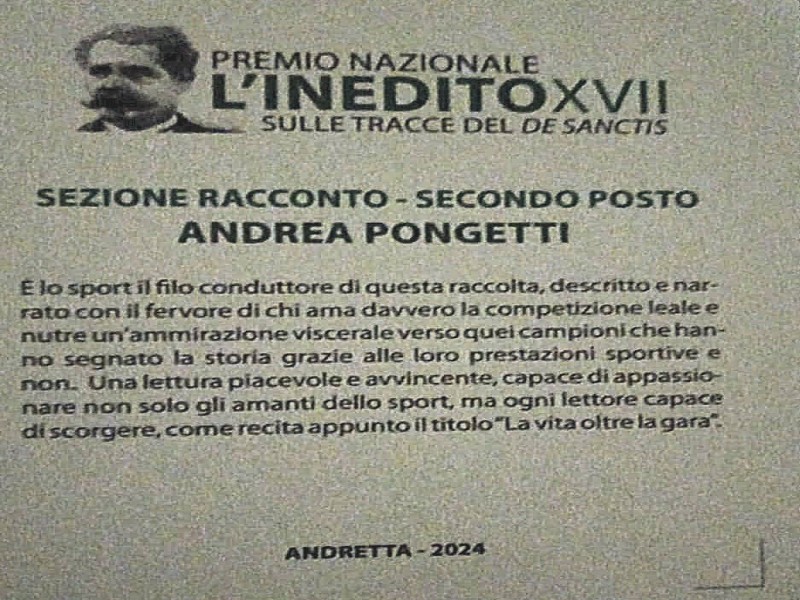 PREMIO NAZIONALE
L'INEDITOXVII
SULLE TRACCE DEL DE SANCTIS
SEZIONE RACCONTO - SECONDO POSTO
ANDREA PONGETTI
È lo sport il filo conduttore di questa raccolta, descritto e nar-
rato con il fervore di chi ama davvero la competizione leale e
nutre un'ammirazione viscerale verso quei campioni che han-
no segnato la storia grazie alle loro prestazioni sportive e
non. Una lettura piacevole e avvincente, capace di appassio-
nare non solo gli amanti dello sport, ma ogni lettore capace
di scorgere, come recita appunto il titolo "La vita oltre la gara".
ANDRETTA - 2024